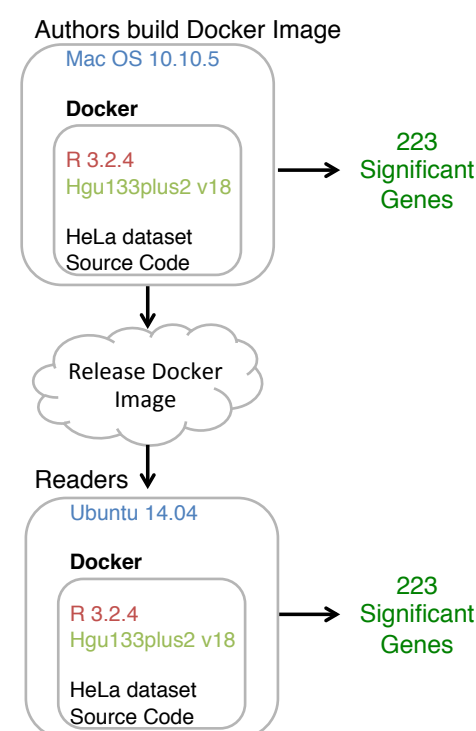 Authors build Docker Image
Mac OS 10.10.5
Docker
R 3.2.4
Hgu133plus2 v18
HeLa dataset
Source Code
223
Significant
Genes
Release Docker
Image
Readers
Ubuntu 14.04
Docker
R 3.2.4
Hgu133plus2 v18
HeLa dataset
Source Code
223
Significant
Genes